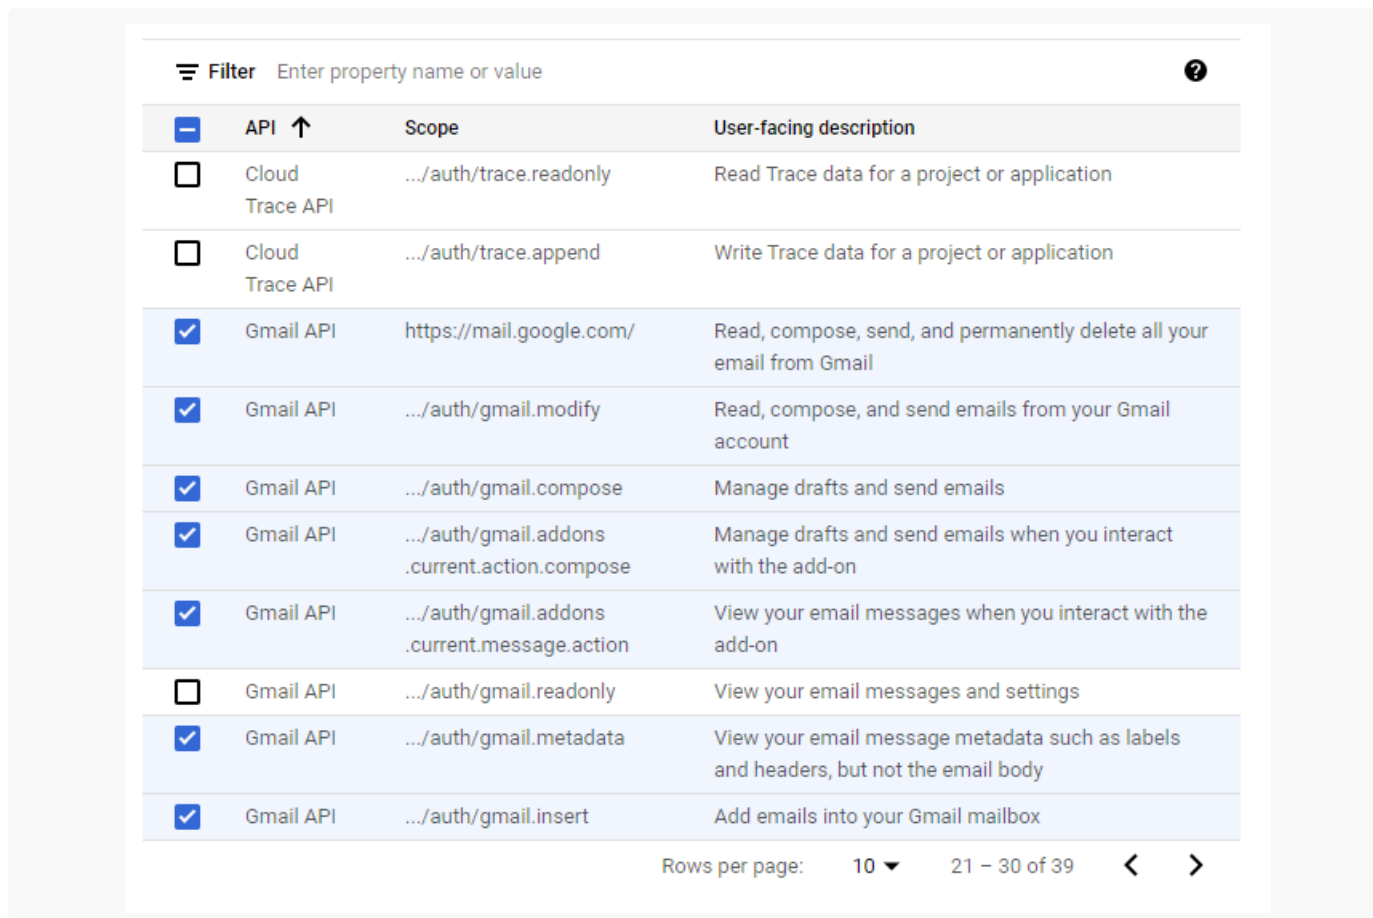 Filter Enter property name or value
API Scope User-facing description
Cloud .../auth/trace.readonly Read Trace data for a project or application
Trace API
Cloud .../auth/trace.append Write Trace data for a project or application
Trace API
Gmail API https://mail.google.com/ Read, compose, send, and permanently delete all your
email from Gmail
Gmail API .../auth/gmail.modify Read, compose, and send emails from your Gmail
account
Gmail API .../auth/gmail.compose Manage drafts and send emails
Gmail API .../auth/gmail.addons Manage drafts and send emails when you interact
.current.action.compose with the add-on
Gmail API .../auth/gmail.addons View your email messages when you interact with the
.current.message.action add-on
Gmail API .../auth/gmail.readonly View your email messages and settings
Gmail API .../auth/gmail.metadata View your email message metadata such as labels
and headers, but not the email body
Gmail API .../auth/gmail.insert Add emails into your Gmail mailbox
Rows per page: 10 21 – 30 of 39